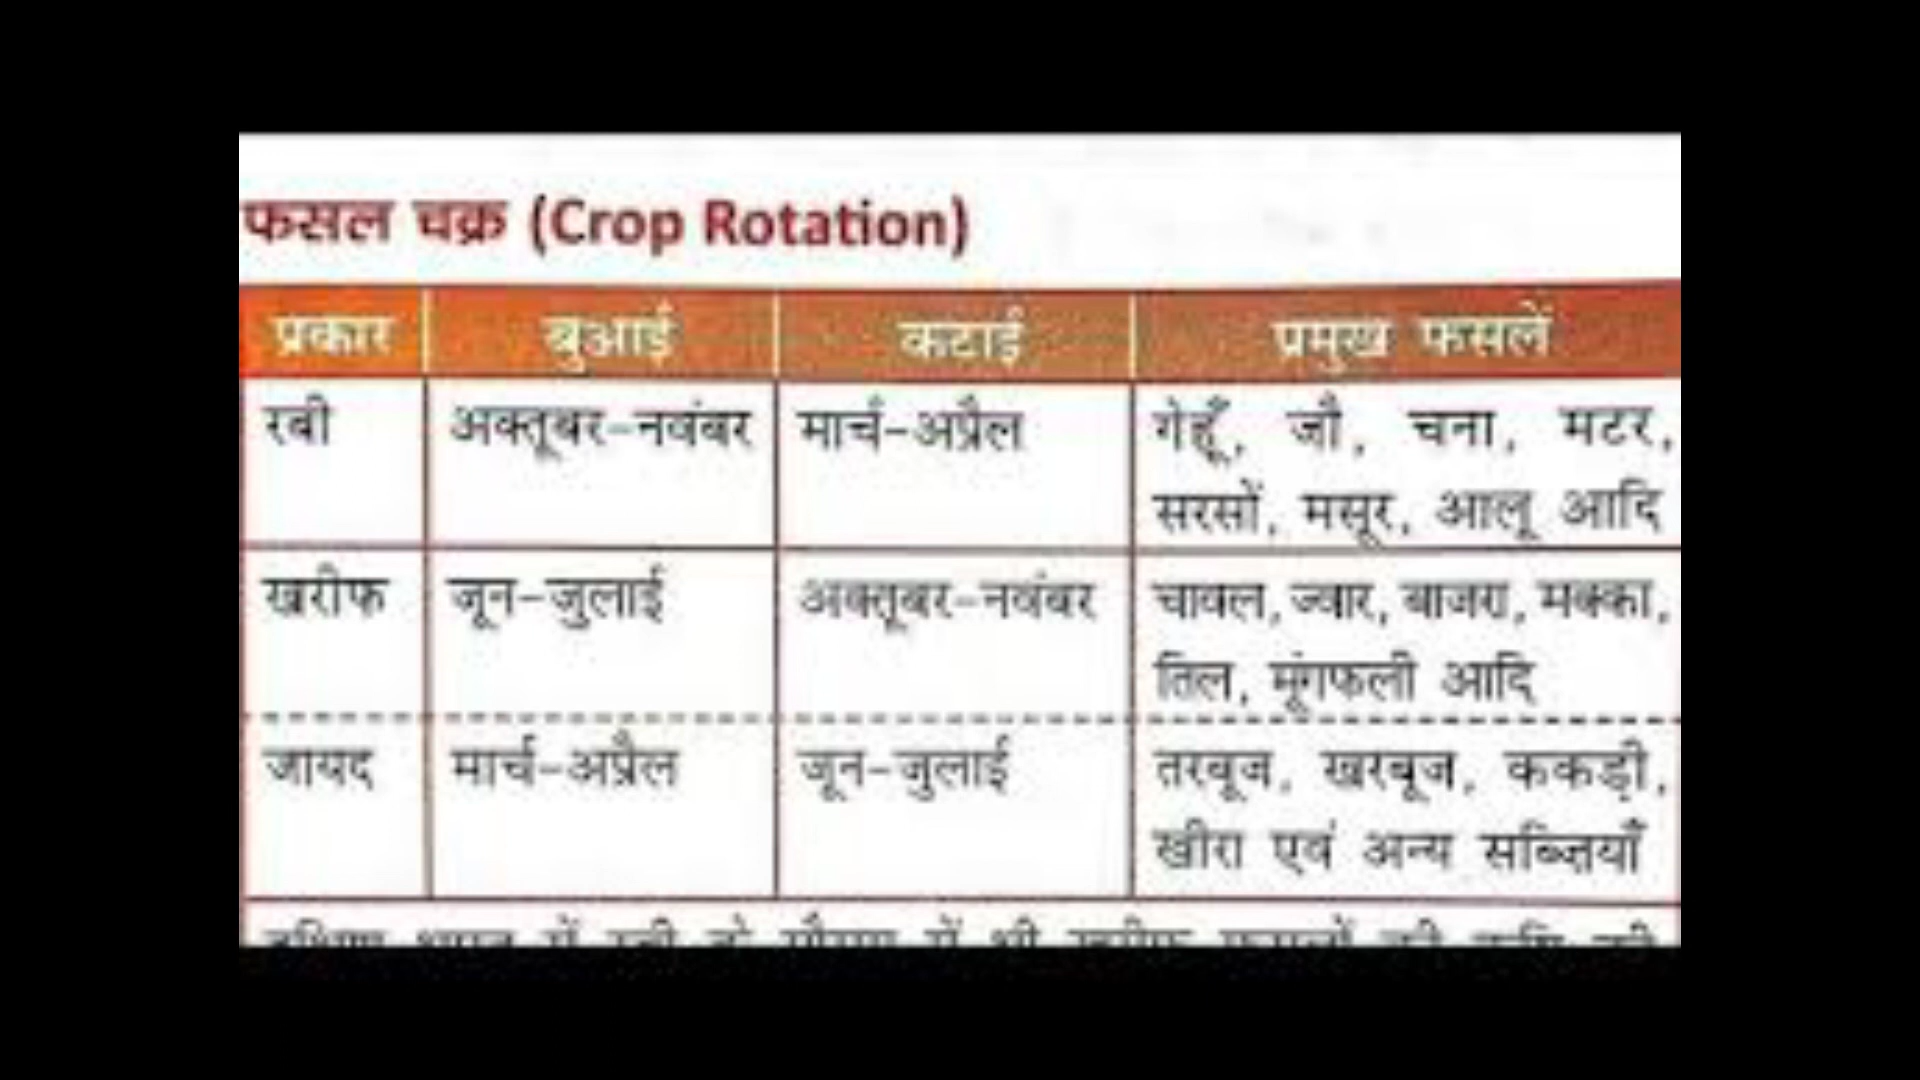 फसल चक्र (Crop Rotation)
प्रकार बुआई कटाई प्रमुख फसलें
रबी अक्तूबर-नवंबर मार्च-अप्रैल गेहूँ, जौ, चना, मटर,
सरसों, मसूर, आलू आदि
खरीफ जून-जुलाई अक्तूबर-नवंबर चावल, ज्वार, बाजरा, मक्का,
तिल, मूंगफली आदि
जायद मार्च-अप्रैल जून-जुलाई तरबूज, खरबूज, ककड़ी,
खीरा एवं अन्य सब्ज़ियाँ